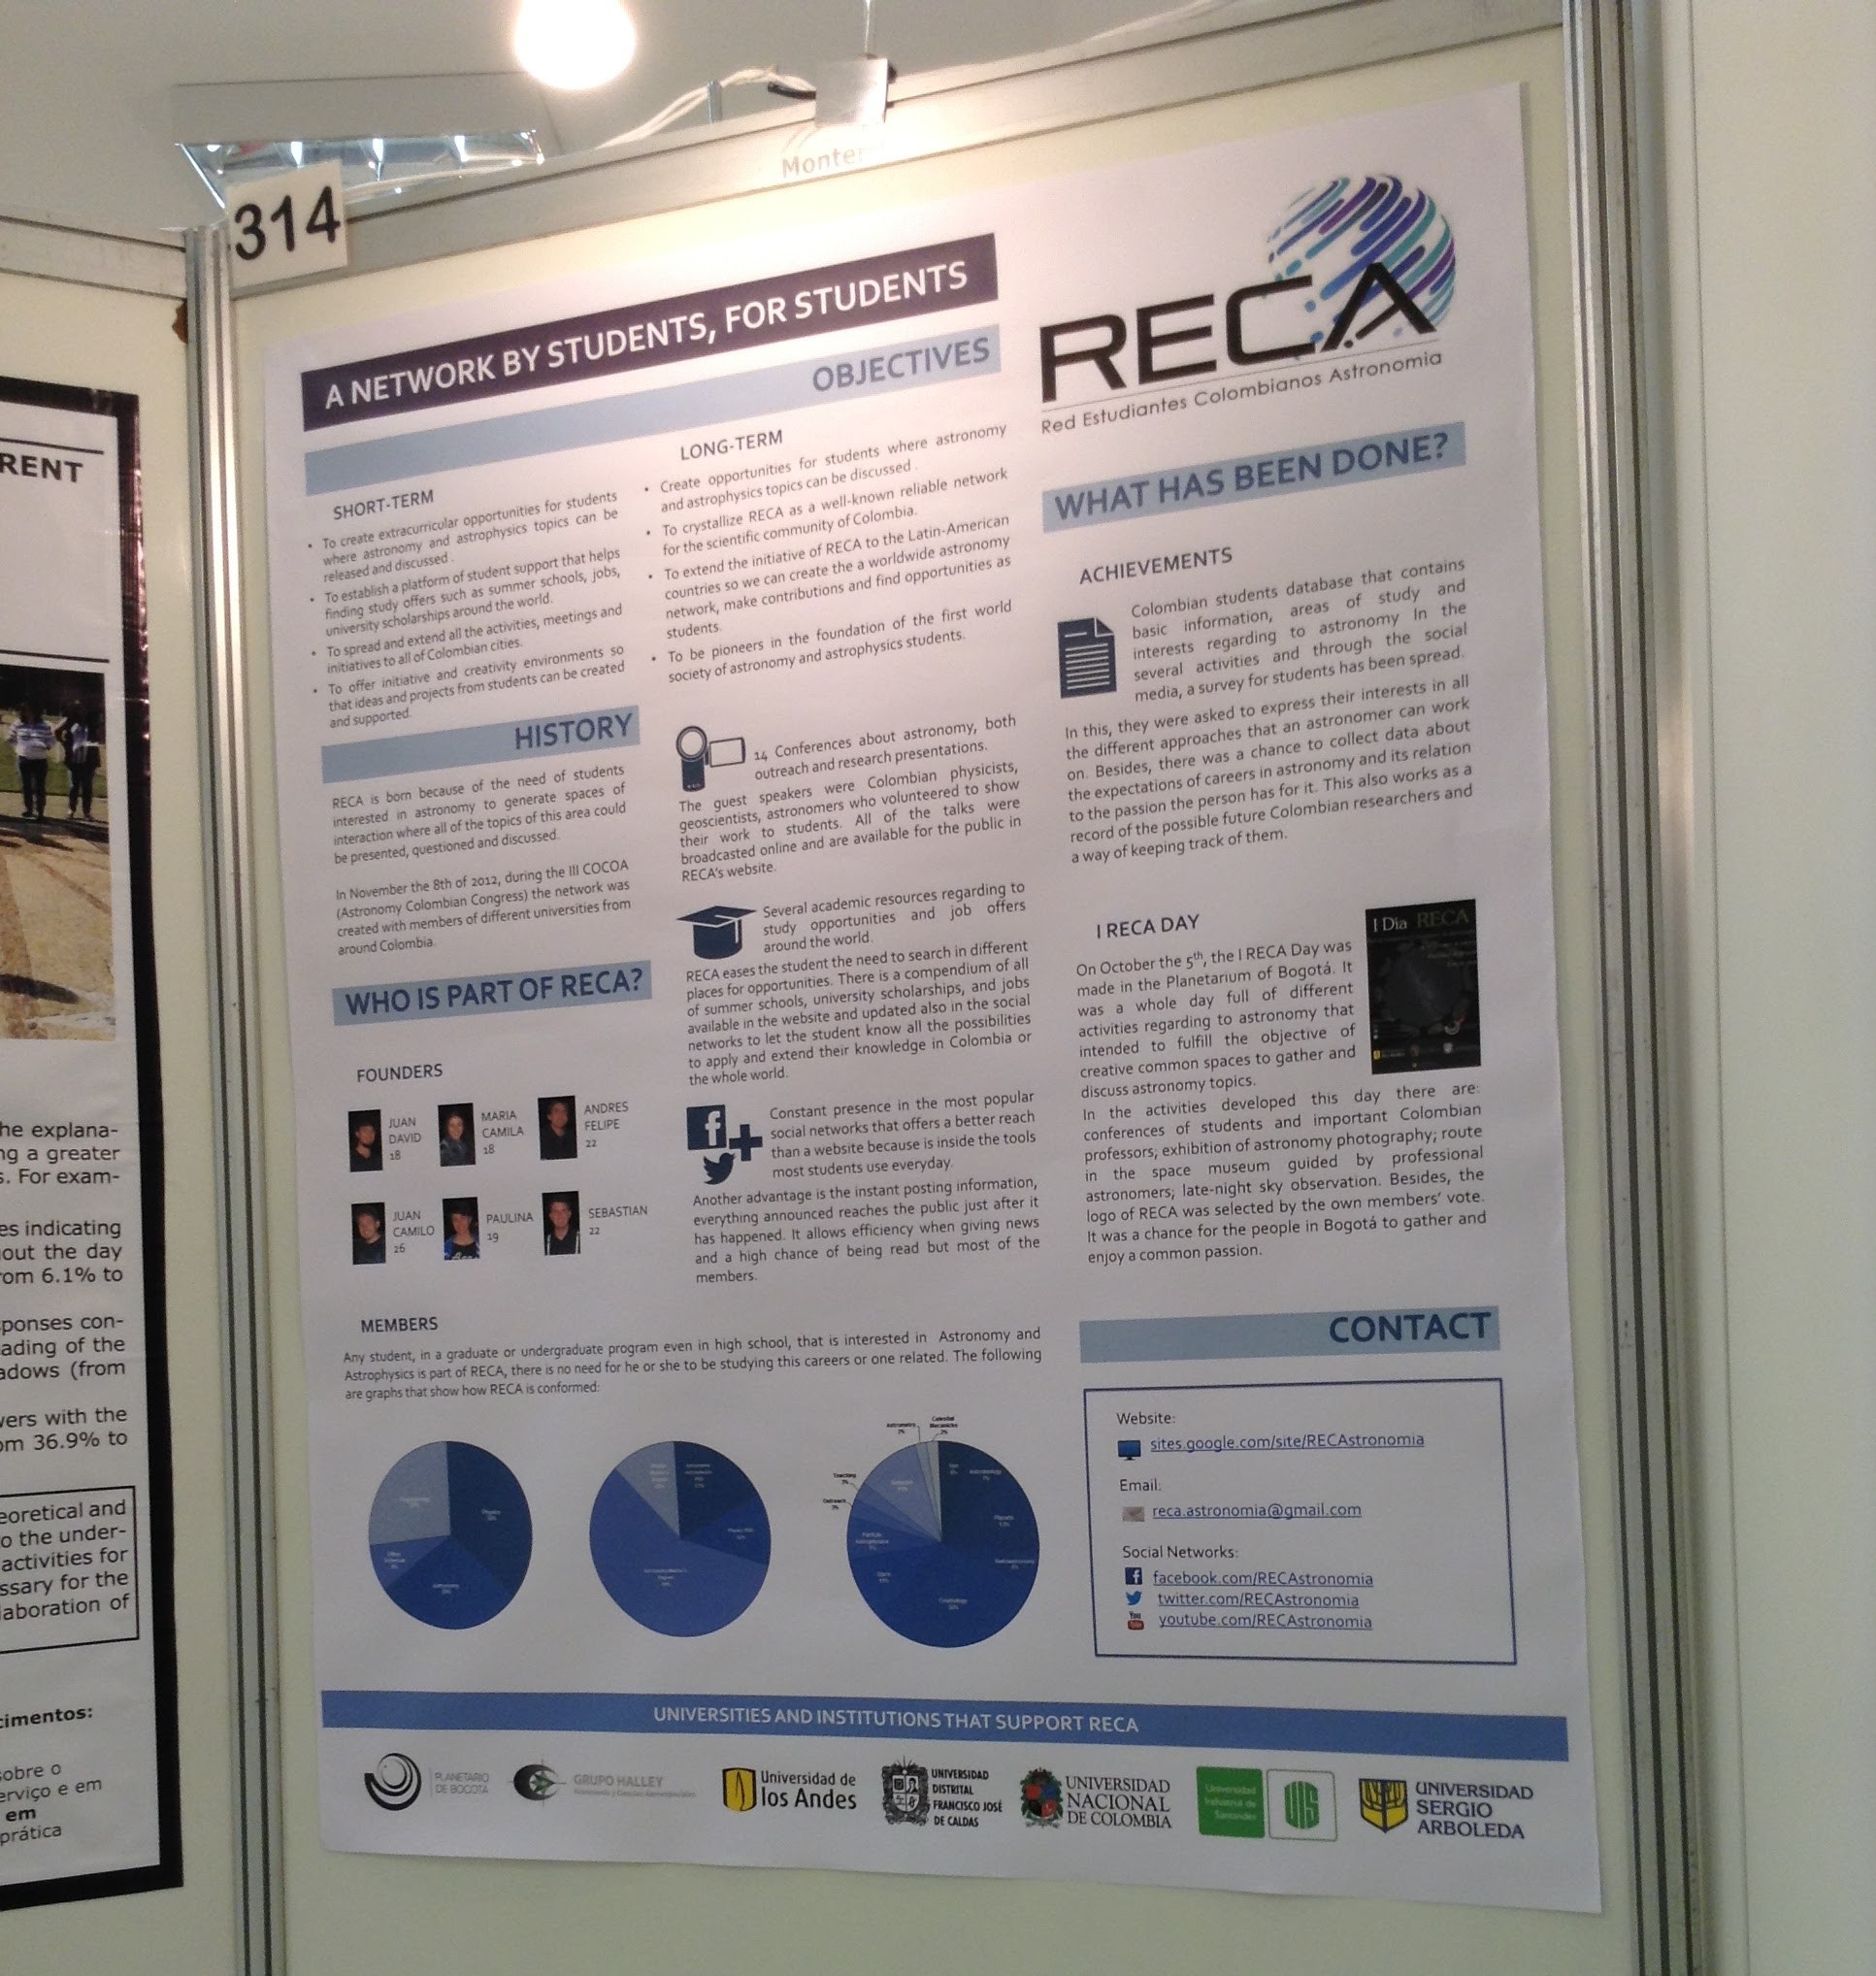 Monte
314
A NETWORK BY STUDENTS, FOR STUDENTS
RECA
Red Estudiantes Colombianos Astronomia
OBJECTIVES
SHORT-TERM
• To create extracurricular opportunities for students
where astronomy and astrophysics topics can be
released and discussed .
• To establish a platform of student support that helps
finding study offers such as summer schools, jobs,
university scholarships around the world.
• To spread and extend all the activities, meetings and
initiatives to all of Colombian cities.
• To offer initiative and creativity environments so
that ideas and projects from students can be created
and supported.
LONG-TERM
• Create opportunities for students where astronomy
and astrophysics topics can be discussed .
• To crystallize RECA as a well-known reliable network
for the scientific community of Colombia.
• To extend the initiative of RECA to the Latin-American
countries so we can create the a worldwide astronomy
network, make contributions and find opportunities as
students.
• To be pioneers in the foundation of the first world
society of astronomy and astrophysics students.
HISTORY
RECA is born because of the need of students
interested in astronomy to generate spaces of
interaction where all of the topics of this area could
be presented, questioned and discussed.
In November the 8th of 2012, during the III COCOA
(Astronomy Colombian Congress) the network was
created with members of different universities from
around Colombia.
WHO IS PART OF RECA?
FOUNDERS
JUAN
DAVID
18
MARIA
CAMILA
18
ANDRES
FELIPE
22
JUAN
CAMILO
26
PAULINA
19
SEBASTIAN
22
14 Conferences about astronomy, both
outreach and research presentations.
The guest speakers were Colombian physicists,
geoscientists, astronomers who volunteered to show
their work to students. All of the talks were
broadcasted online and are available for the public in
RECA's website.
Several academic resources regarding to
study opportunities and job offers
around the world.
RECA eases the student the need to search in different
places for opportunities. There is a compendium of all
of summer schools, university scholarships, and jobs
available in the website and updated also in the social
networks to let the student know all the possibilities
to apply and extend their knowledge in Colombia or
the whole world.
Constant presence in the most popular
social networks that offers a better reach
than a website because is inside the tools
most students use everyday.
Another advantage is the instant posting information,
everything announced reaches the public just after it
has happened. It allows efficiency when giving news
and a high chance of being read but most of the
members.
MEMBERS
Any student, in a graduate or undergraduate program even in high school, that is interested in Astronomy and
Astrophysics is part of RECA, there is no need for he or she to be studying this careers or one related. The following
are graphs that show how RECA is conformed:
Physics
Astronomy
Engineering
Astrometry
Celestial
Mechanics
Teaching
Outreach
Cosmology
WHAT HAS BEEN DONE?
ACHIEVEMENTS
Colombian students database that contains
basic information, areas of study and
interests regarding to astronomy In the
several activities and through the social
media, a survey for students has been spread.
In this, they were asked to express their interests in all
the different approaches that an astronomer can work
on. Besides, there was a chance to collect data about
the expectations of careers in astronomy and its relation
to the passion the person has for it. This also works as a
record of the possible future Colombian researchers and
a way of keeping track of them.
I RECA DAY
On October the 5th, the I RECA Day was
made in the Planetarium of Bogotá. It
was a whole day full of different
activities regarding to astronomy that
intended to fulfill the objective of
creative common spaces to gather and
discuss astronomy topics.
In the activities developed this day there are:
conferences of students and important Colombian
professors; exhibition of astronomy photography; route
in the space museum guided by professional
astronomers; late-night sky observation. Besides, the
logo of RECA was selected by the own members' vote.
It was a chance for the people in Bogotá to gather and
enjoy a common passion.
I Dia RECA
CONTACT
Website:
sites.google.com/site/RECAstronomia
Email:
reca.astronomia@gmail.com
Social Networks:
facebook.com/RECAstronomia
twitter.com/RECAstronomia
You
youtube.com/RECAstronomia
UNIVERSITIES AND INSTITUTIONS THAT SUPPORT RECA
PLANETARIO
DE BOGOTÁ
GRUPO HALLEY
Universidad de
los Andes
UNIVERSIDAD
DISTRITAL
FRANCISCO JOSÉ
DE CALDAS
UNIVERSIDAD
NACIONAL
DE COLOMBIA
Universidad
Industrial de
Santander
UIS
UNIVERSIDAD
SERGIO
ARBOLEDA
RENT
he explana-
ng a greater
s. For exam-
es indicating
out the day
rom 6.1% to
ponses con-
ading of the
adows (from
vers with the
om 36.9% to
eoretical and
o the under-
activities for
ssary for the
laboration of
cimentos:
sobre o
erviço e em
em
prática